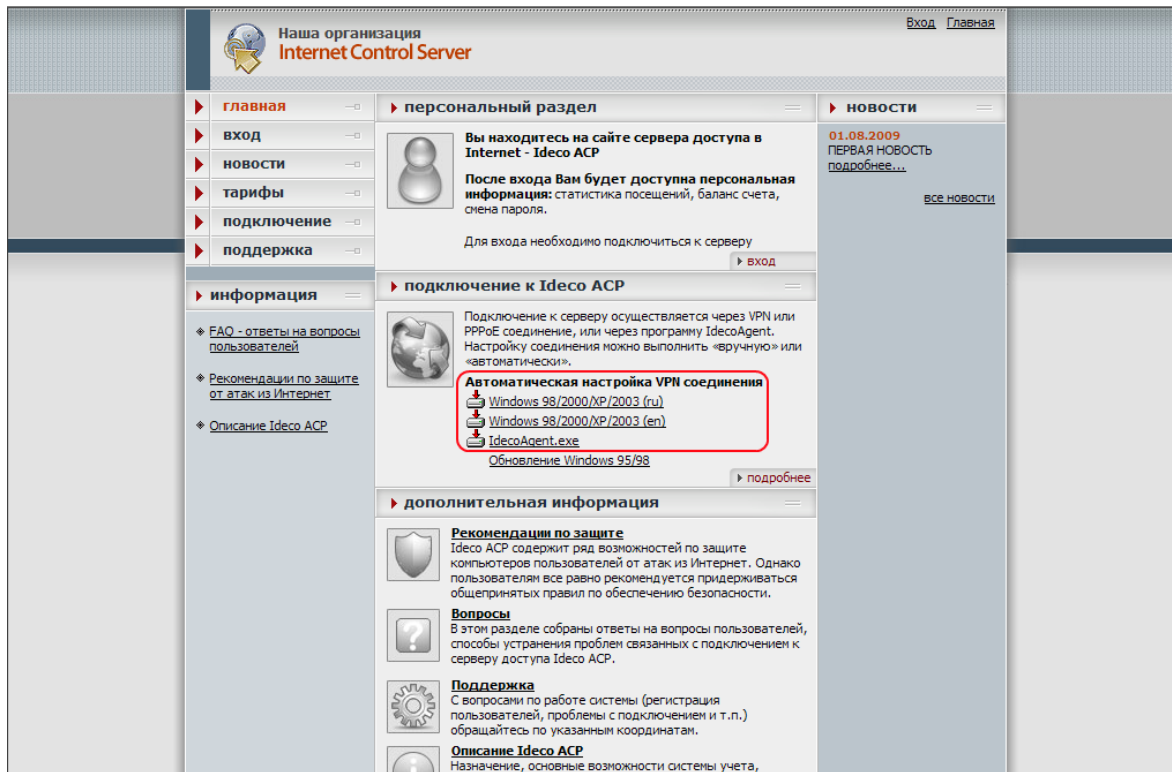 Вход Главная
Наша организация
Internet Control Server
главная
вход
новости
тарифы
подключение
поддержка
информация
FAQ - ответы на вопросы
пользователей
Рекомендации по защите
от атак из Интернет
Описание Ideco АСР
персональный раздел
Вы находитесь на сайте сервера доступа в
Internet - Ideco АСР
После входа Вам будет доступна персональная
информация: статистика посещений, баланс счета,
смена пароля.
Для входа необходимо подключиться к серверу
вход
подключение к Ideco АСР
Подключение к серверу осуществляется через VPN или
PPPoE соединение, или через программу IdecoAgent.
Настройку соединения можно выполнить «вручную» или
«автоматически».
Автоматическая настройка VPN соединения
Windows 98/2000/XP/2003 (ru)
Windows 98/2000/XP/2003 (en)
IdecoAgent.exe
Обновление Windows 95/98
подробнее
дополнительная информация
Рекомендации по защите
Ideco АСР содержит ряд возможностей по защите
компьютеров пользователей от атак из Интернет. Однако
пользователям все равно рекомендуется придерживаться
общепринятых правил по обеспечению безопасности.
Вопросы
В этом разделе собраны ответы на вопросы пользователей,
способы устранения проблем связанных с подключением к
серверу доступа Ideco АСР.
Поддержка
С вопросами по работе системы (регистрация
пользователей, проблемы с подключением и т.п.)
обращайтесь по указанным координатам.
Описание Ideco АСР
Назначение, основные возможности системы учета,
новости
01.08.2009
ПЕРВАЯ НОВОСТЬ
подробнее...
все новости